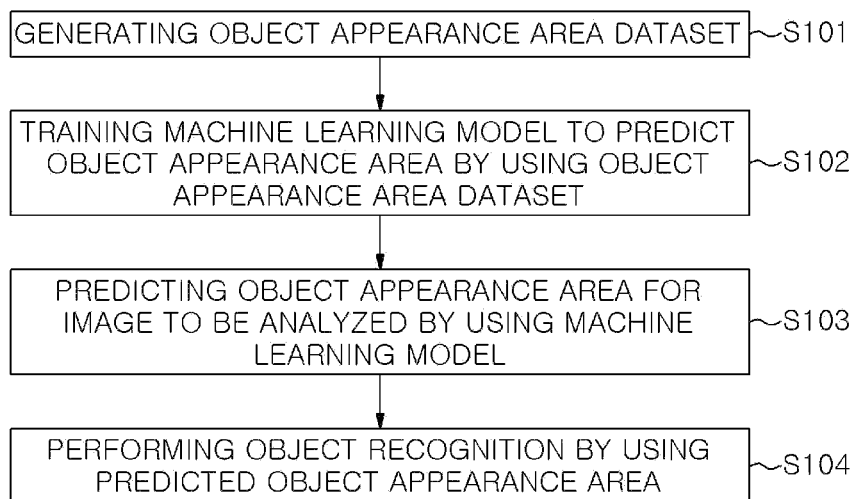 GENERATING OBJECT APPEARANCE AREA DATASET S101
TRAINING MACHINE LEARNING MODEL TO PREDICT
OBJECT APPEARANCE AREA BY USING OBJECT
APPEARANCE AREA DATASET
S102
PREDICTING OBJECT APPEARANCE AREA FOR
IMAGE TO BE ANALYZED BY USING MACHINE
LEARNING MODEL
S103
PERFORMING OBJECT RECOGNITION BY USING
PREDICTED OBJECT APPEARANCE AREA
S104